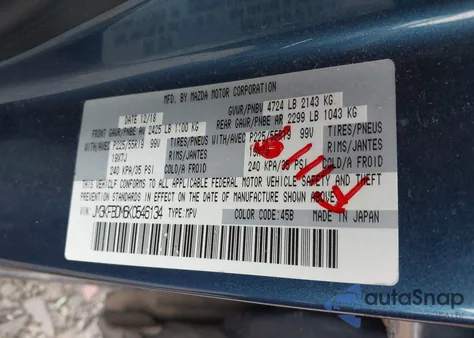 MFD. BY MAZDA MOTOR CORPORATION
DATE 12/18 GVWR/PNBV 4724 LB 2143 KG
FRONT GAWR/PNBE AV 2425 LB 1100 KG REAR GAWR/PNBE AR 2299 LB 1043 KG
WITH/AVEC P225/55R19 99V TIRES/PNEUS WITH/AVEC P225/55R19 99V TIRES/PNEUS
19X7J RIMS/JANTES 19X RIMS/JANTES
240 KPA/35 PSI COLD/A FROID 240 KPA/35 PSI COLD/A FROID
CONFORMS TO ALL APPLICABLE FEDERAL MOTOR VEHICLE SAFETY AND THEFT
PREVENTION STANDARDS IN EFFECT ON THE DATE OF MANUFACTURE SHOWN ABOVE.
JM3KFBDM6K0546134 TYPE:MPV COLOR CODE:45B MADE IN JAPAN
autoSnap